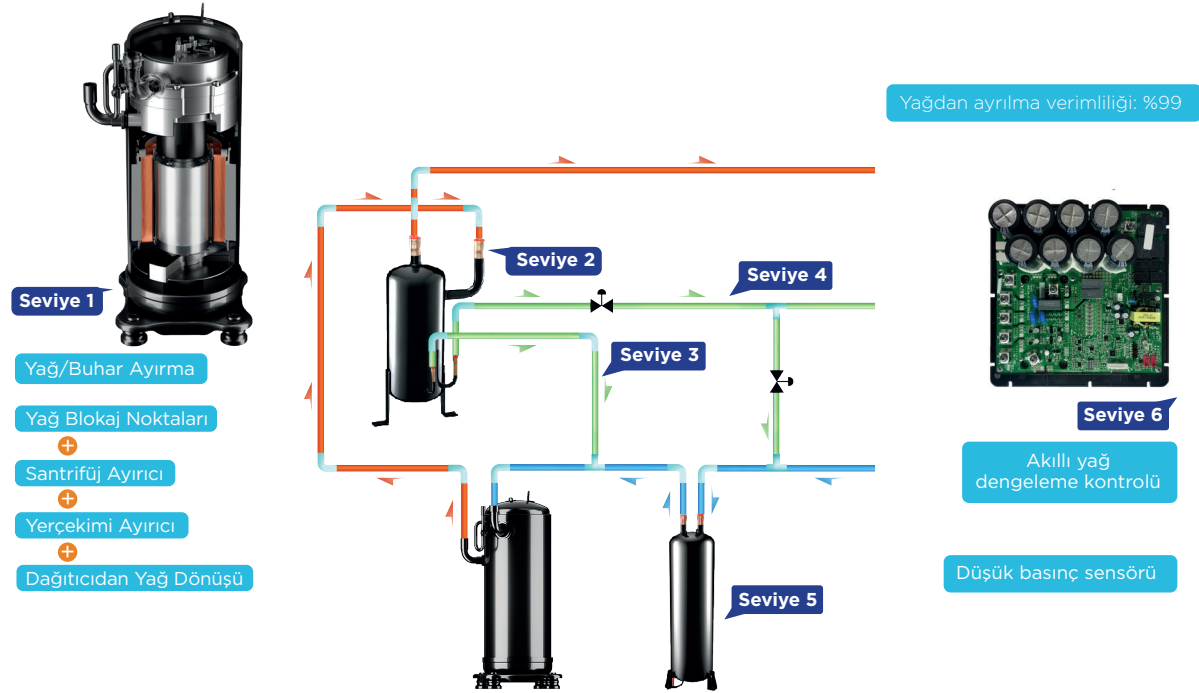 Yağdan ayrılma verimliliği: %99
Seviye 2
Seviye 4
Seviye 1
Seviye 3
Yağ/Buhar Ayırma
Yağ Blokaj Noktaları
+
Santrifüj Ayırıcı
+
Yerçekimi Ayırıcı
+
Dağıtıcıdan Yağ Dönüşü
Seviye 5
Seviye 6
Akıllı yağ
dengeleme kontrolü
Düşük basınç sensörü